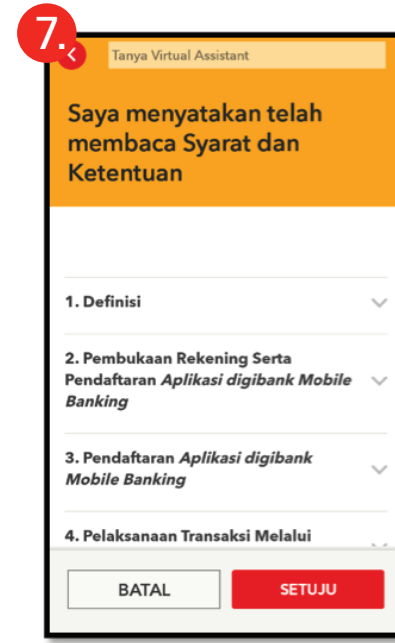 7.
Tanya Virtual Assistant
Saya menyatakan telah
membaca Syarat dan
Ketentuan
1. Definisi
2. Pembukaan Rekening Serta
Pendaftaran Aplikasi digibank Mobile
Banking
3. Pendaftaran Aplikasi digibank
Mobile Banking
4. Pelaksanaan Transaksi Melalui
BATAL
SETUJU